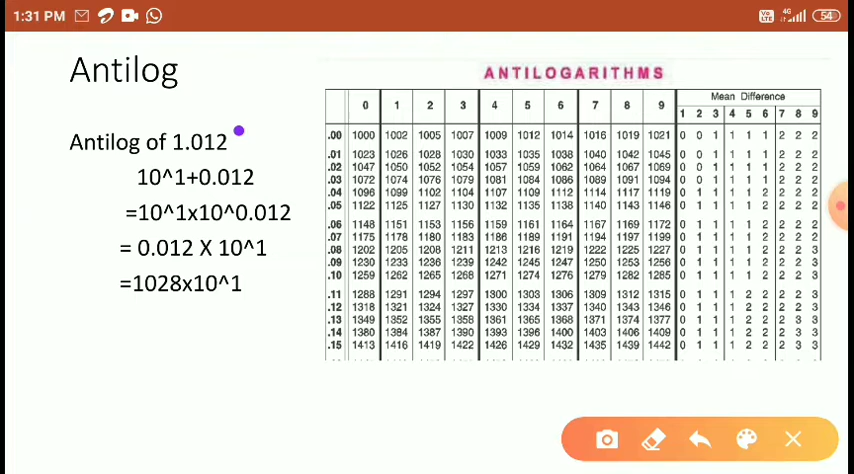 1:31 PM
Vo LTE 4G 54
Antilog
Antilog of 1.012
10^1+0.012
=10^1x10^0.012
= 0.012 X 10^1
=1028x10^1
ANTILOGARITHMS
Mean Difference
0 1 2 3 4 5 6 7 8 9 1 2 3 4 5 6 7 8 9
.00 1000 1002 1005 1007 1009 1012 1014 1016 1019 1021 0 0 1 1 1 1 2 2 2
.01 1023 1026 1028 1030 1033 1035 1038 1040 1042 1045 0 0 1 1 1 1 2 2 2
.02 1047 1050 1052 1054 1057 1059 1062 1064 1067 1069 0 0 1 1 1 1 2 2 2
.03 1072 1074 1076 1079 1081 1084 1086 1089 1091 1094 0 0 1 1 1 1 2 2 2
.04 1096 1099 1102 1104 1107 1109 1112 1114 1117 1119 0 1 1 1 1 2 2 2 2
.05 1122 1125 1127 1130 1132 1135 1138 1140 1143 1146 0 1 1 1 1 2 2 2 2
.06 1148 1151 1153 1156 1159 1161 1164 1167 1169 1172 0 1 1 1 1 2 2 2 2
.07 1175 1178 1180 1183 1186 1189 1191 1194 1197 1199 0 1 1 1 1 2 2 2 2
.08 1202 1205 1208 1211 1213 1216 1219 1222 1225 1227 0 1 1 1 1 2 2 2 3
.09 1230 1233 1236 1239 1242 1245 1247 1250 1253 1256 0 1 1 1 1 2 2 2 3
.10 1259 1262 1265 1268 1271 1274 1276 1279 1282 1285 0 1 1 1 1 2 2 2 3
.11 1288 1291 1294 1297 1300 1303 1306 1309 1312 1315 0 1 1 1 2 2 2 2 3
.12 1318 1321 1324 1327 1330 1334 1337 1340 1343 1346 0 1 1 1 2 2 2 2 3
.13 1349 1352 1355 1358 1361 1365 1368 1371 1374 1377 0 1 1 1 2 2 2 3 3
.14 1380 1384 1387 1390 1393 1396 1400 1403 1406 1409 0 1 1 1 2 2 2 3 3
.15 1413 1416 1419 1422 1426 1429 1432 1435 1439 1442 0 1 1 1 2 2 2 3 3